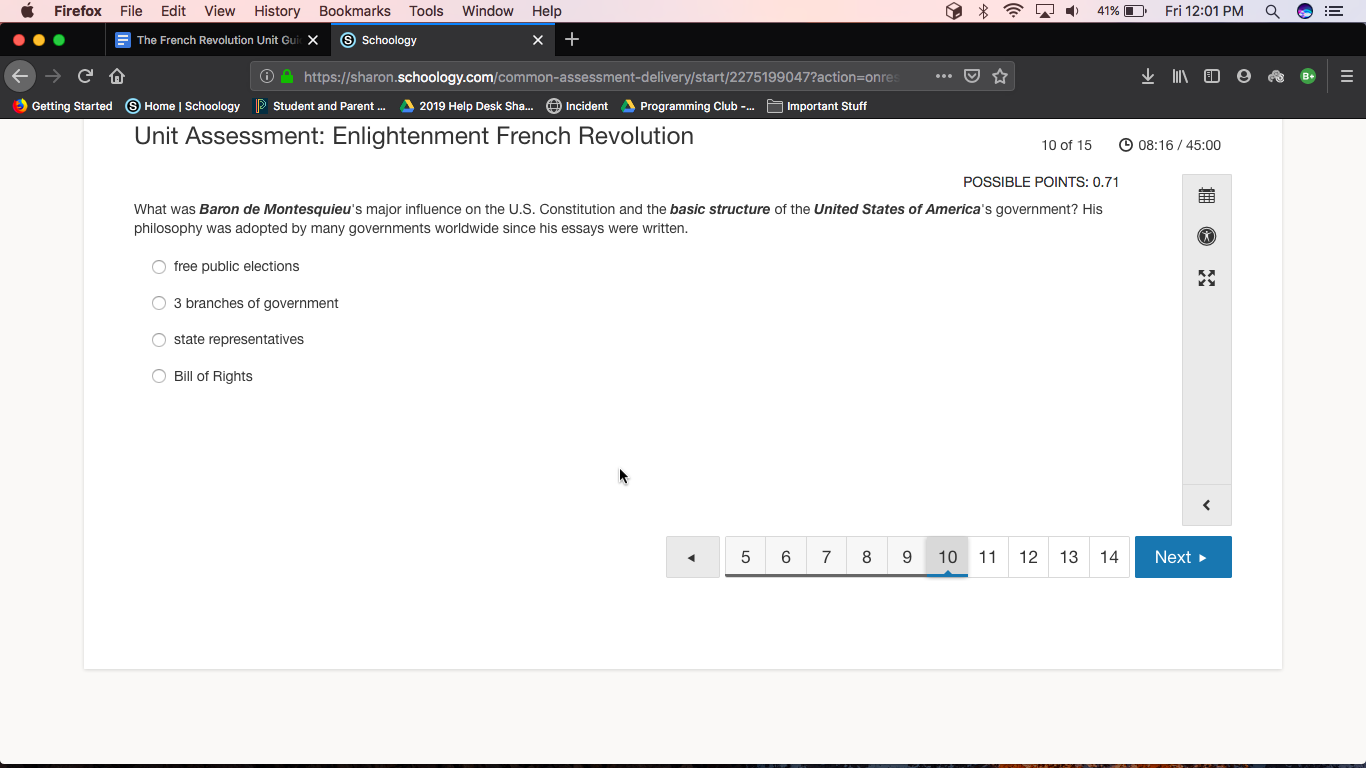 Firefox File Edit View History Bookmarks Tools Window Help 41% Fri 12:01 PM
The French Revolution Unit Gui Schoology
https://sharon.schoology.com/common-assessment-delivery/start/2275199047?action=onres
Getting Started Home | Schoology Student and Parent ... 2019 Help Desk Sha... Incident Programming Club -... Important Stuff
Unit Assessment: Enlightenment French Revolution
10 of 15 08:16 / 45:00
POSSIBLE POINTS: 0.71
What was Baron de Montesquieu's major influence on the U.S. Constitution and the basic structure of the United States of America's government? His
philosophy was adopted by many governments worldwide since his essays were written.
free public elections
3 branches of government
state representatives
Bill of Rights
5 6 7 8 9 10 11 12 13 14 Next